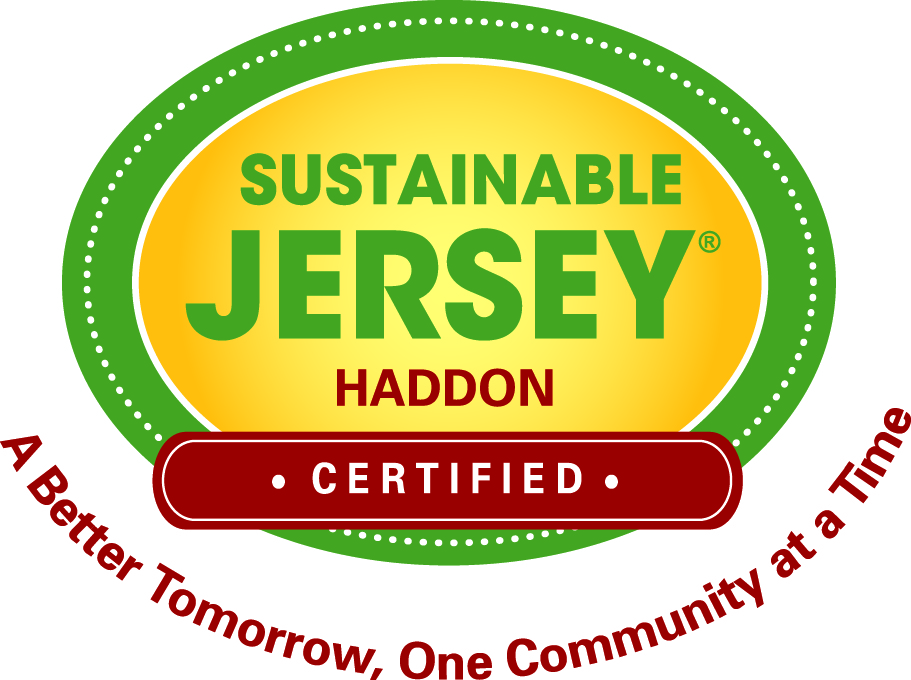 SUSTAINABLE
JERSEY®
HADDON
• CERTIFIED •
A Better Tomorrow, One Community at a Time